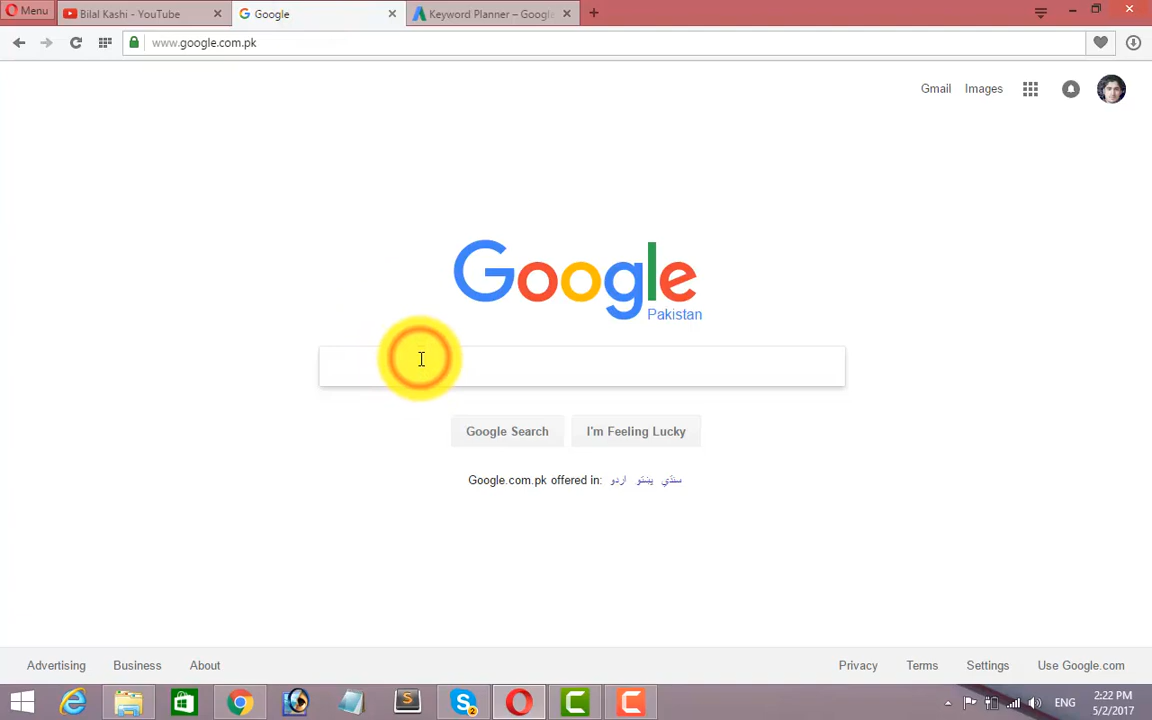 Menu
Bilal Kashi - YouTube
Google
Keyword Planner – Google
www.google.com.pk
Gmail Images
Google
Pakistan
Google Search
I'm Feeling Lucky
Google.com.pk offered in: اردو پښتو سنڌي
Advertising Business About
Privacy Terms Settings Use Google.com
S
2
ENG
2:22 PM
5/2/2017